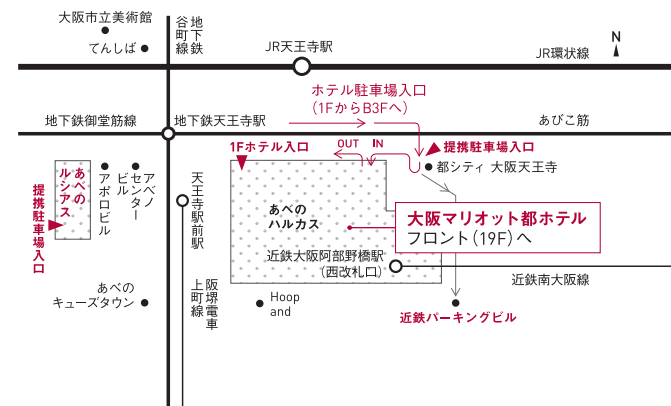 大阪市立美術館
てんしば
地下鉄
谷町線
JR天王寺駅
JR環状線
N
ホテル駐車場入口
(1FからB3Fへ)
地下鉄御堂筋線
地下鉄天王寺駅
あびこ筋
1Fホテル入口
OUT
IN
提携駐車場入口
都シティ 大阪天王寺
あべの
ルシアス
提携駐車場入口
アポロビル
アベノ
センター
ビル
天王寺駅前駅
あべの
ハルカス
大阪マリオット都ホテル
フロント(19F)へ
近鉄大阪阿部野橋駅
(西改札口)
近鉄南大阪線
あべの
キューズタウン
阪堺電車
上町線
Hoop
and
近鉄パーキングビル